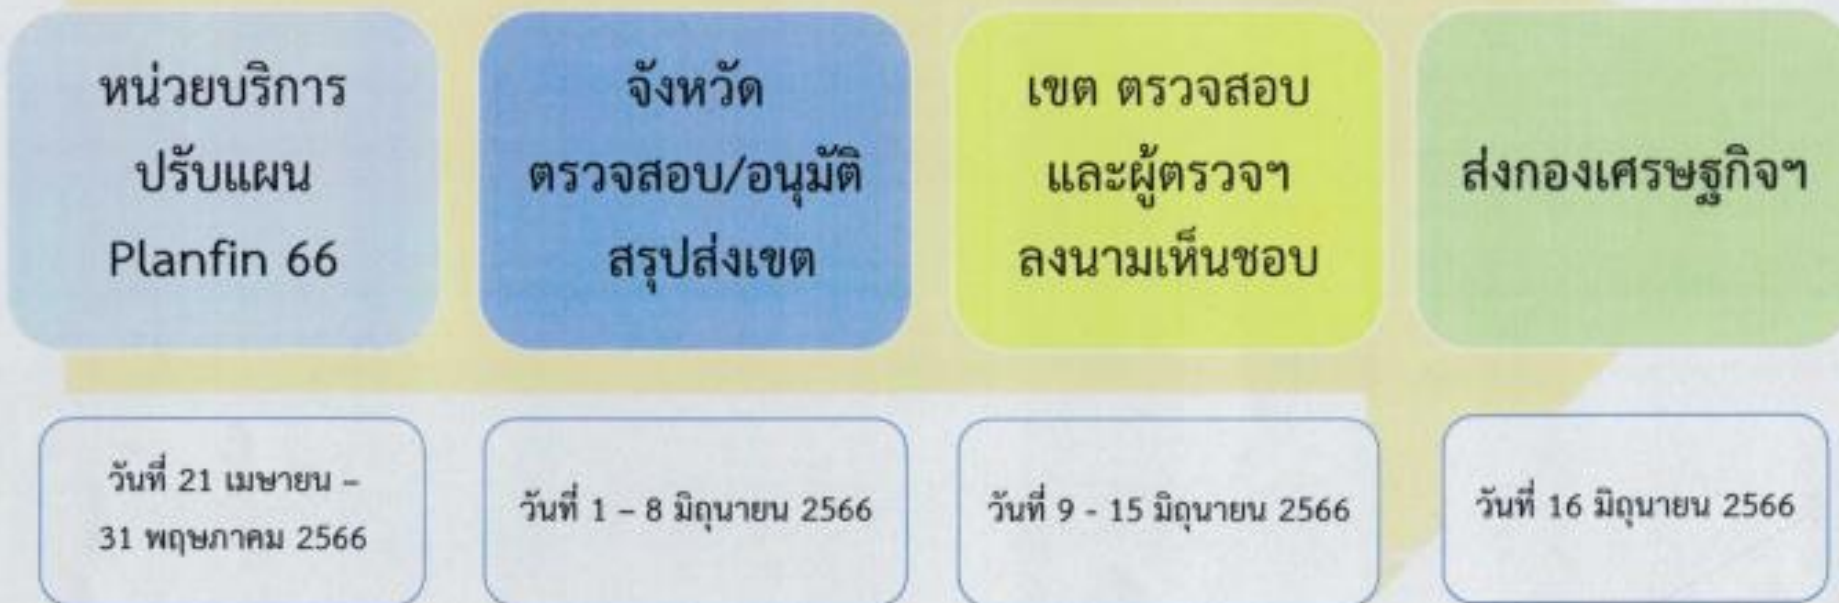 หน่วยบริการ
ปรับแผน
Planfin 66
จังหวัด
ตรวจสอบ/อนุมัติ
สรุปส่งเขต
เขต ตรวจสอบ
และผู้ตรวจฯ
ลงนามเห็นชอบ
ส่งกองเศรษฐกิจฯ
วันที่ 21 เมษายน –
31 พฤษภาคม 2566
วันที่ 1 – 8 มิถุนายน 2566
วันที่ 9 - 15 มิถุนายน 2566
วันที่ 16 มิถุนายน 2566